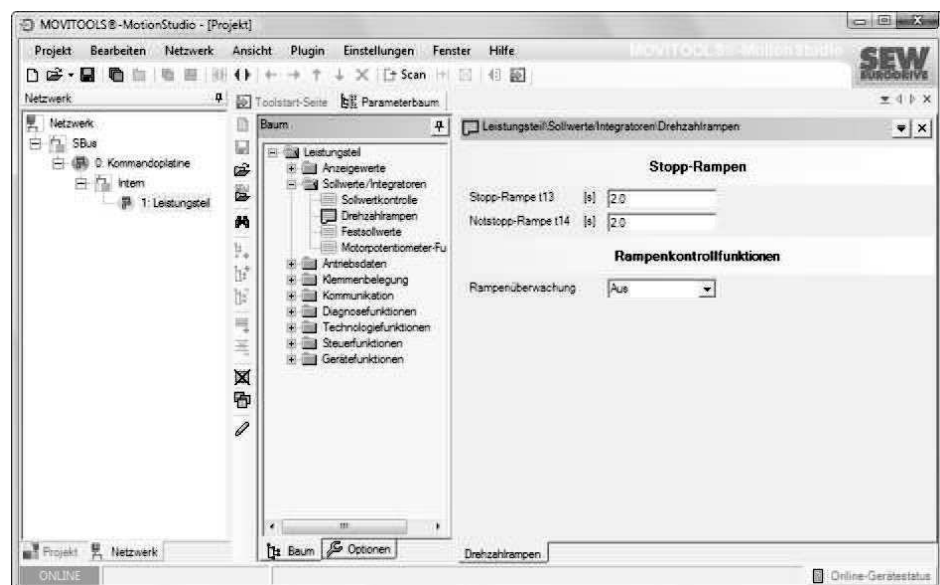 MOVITOOLS®-MotionStudio - [Projekt]
Projekt Bearbeiten Netzwerk Ansicht Plugin Einstellungen Fenster Hilfe
MOVITOOLS®-MotionStudio
SEW
EURODRIVE
Scan
Netzwerk
Toolstart-Seite Parameterbaum
Netzwerk
SBus
0: Kommandoplatine
Intern
1: Leistungsteil
Baum
Leistungsteil
Anzeigewerte
Sollwerte/Integratoren
Sollwertkontrolle
Drehzahlrampen
Festsollwerte
Motorpotentiometer-Fu
Antriebsdaten
Klemmenbelegung
Kommunikation
Diagnosefunktionen
Technologiefunktionen
Steuerfunktionen
Gerätefunktionen
Leistungsteil\Sollwerte/Integratoren\Drehzahlrampen
Stopp-Rampen
Stopp-Rampe t13 [s] 2.0
Notstopp-Rampe t14 [s] 2.0
Rampenkontrollfunktionen
Rampenüberwachung Aus
Projekt Netzwerk
Baum Optionen
Drehzahlrampen
ONLINE
Online-Gerätestatus